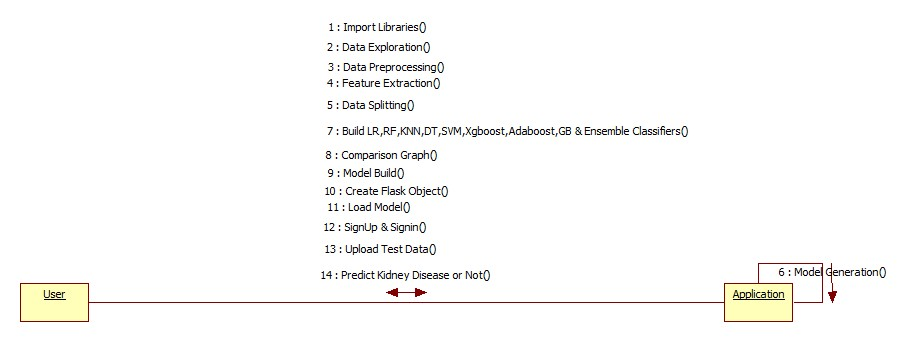 1 : Import Libraries()
2 : Data Exploration()
3 : Data Preprocessing()
4 : Feature Extraction()
5 : Data Splitting()
7 : Build LR,RF,KNN,DT,SVM,Xgboost,Adaboost,GB & Ensemble Classifiers()
8 : Comparison Graph()
9 : Model Build()
10 : Create Flask Object()
11 : Load Model()
12 : SignUp & Signin()
13 : Upload Test Data()
14 : Predict Kidney Disease or Not()
6 : Model Generation()
User
Application